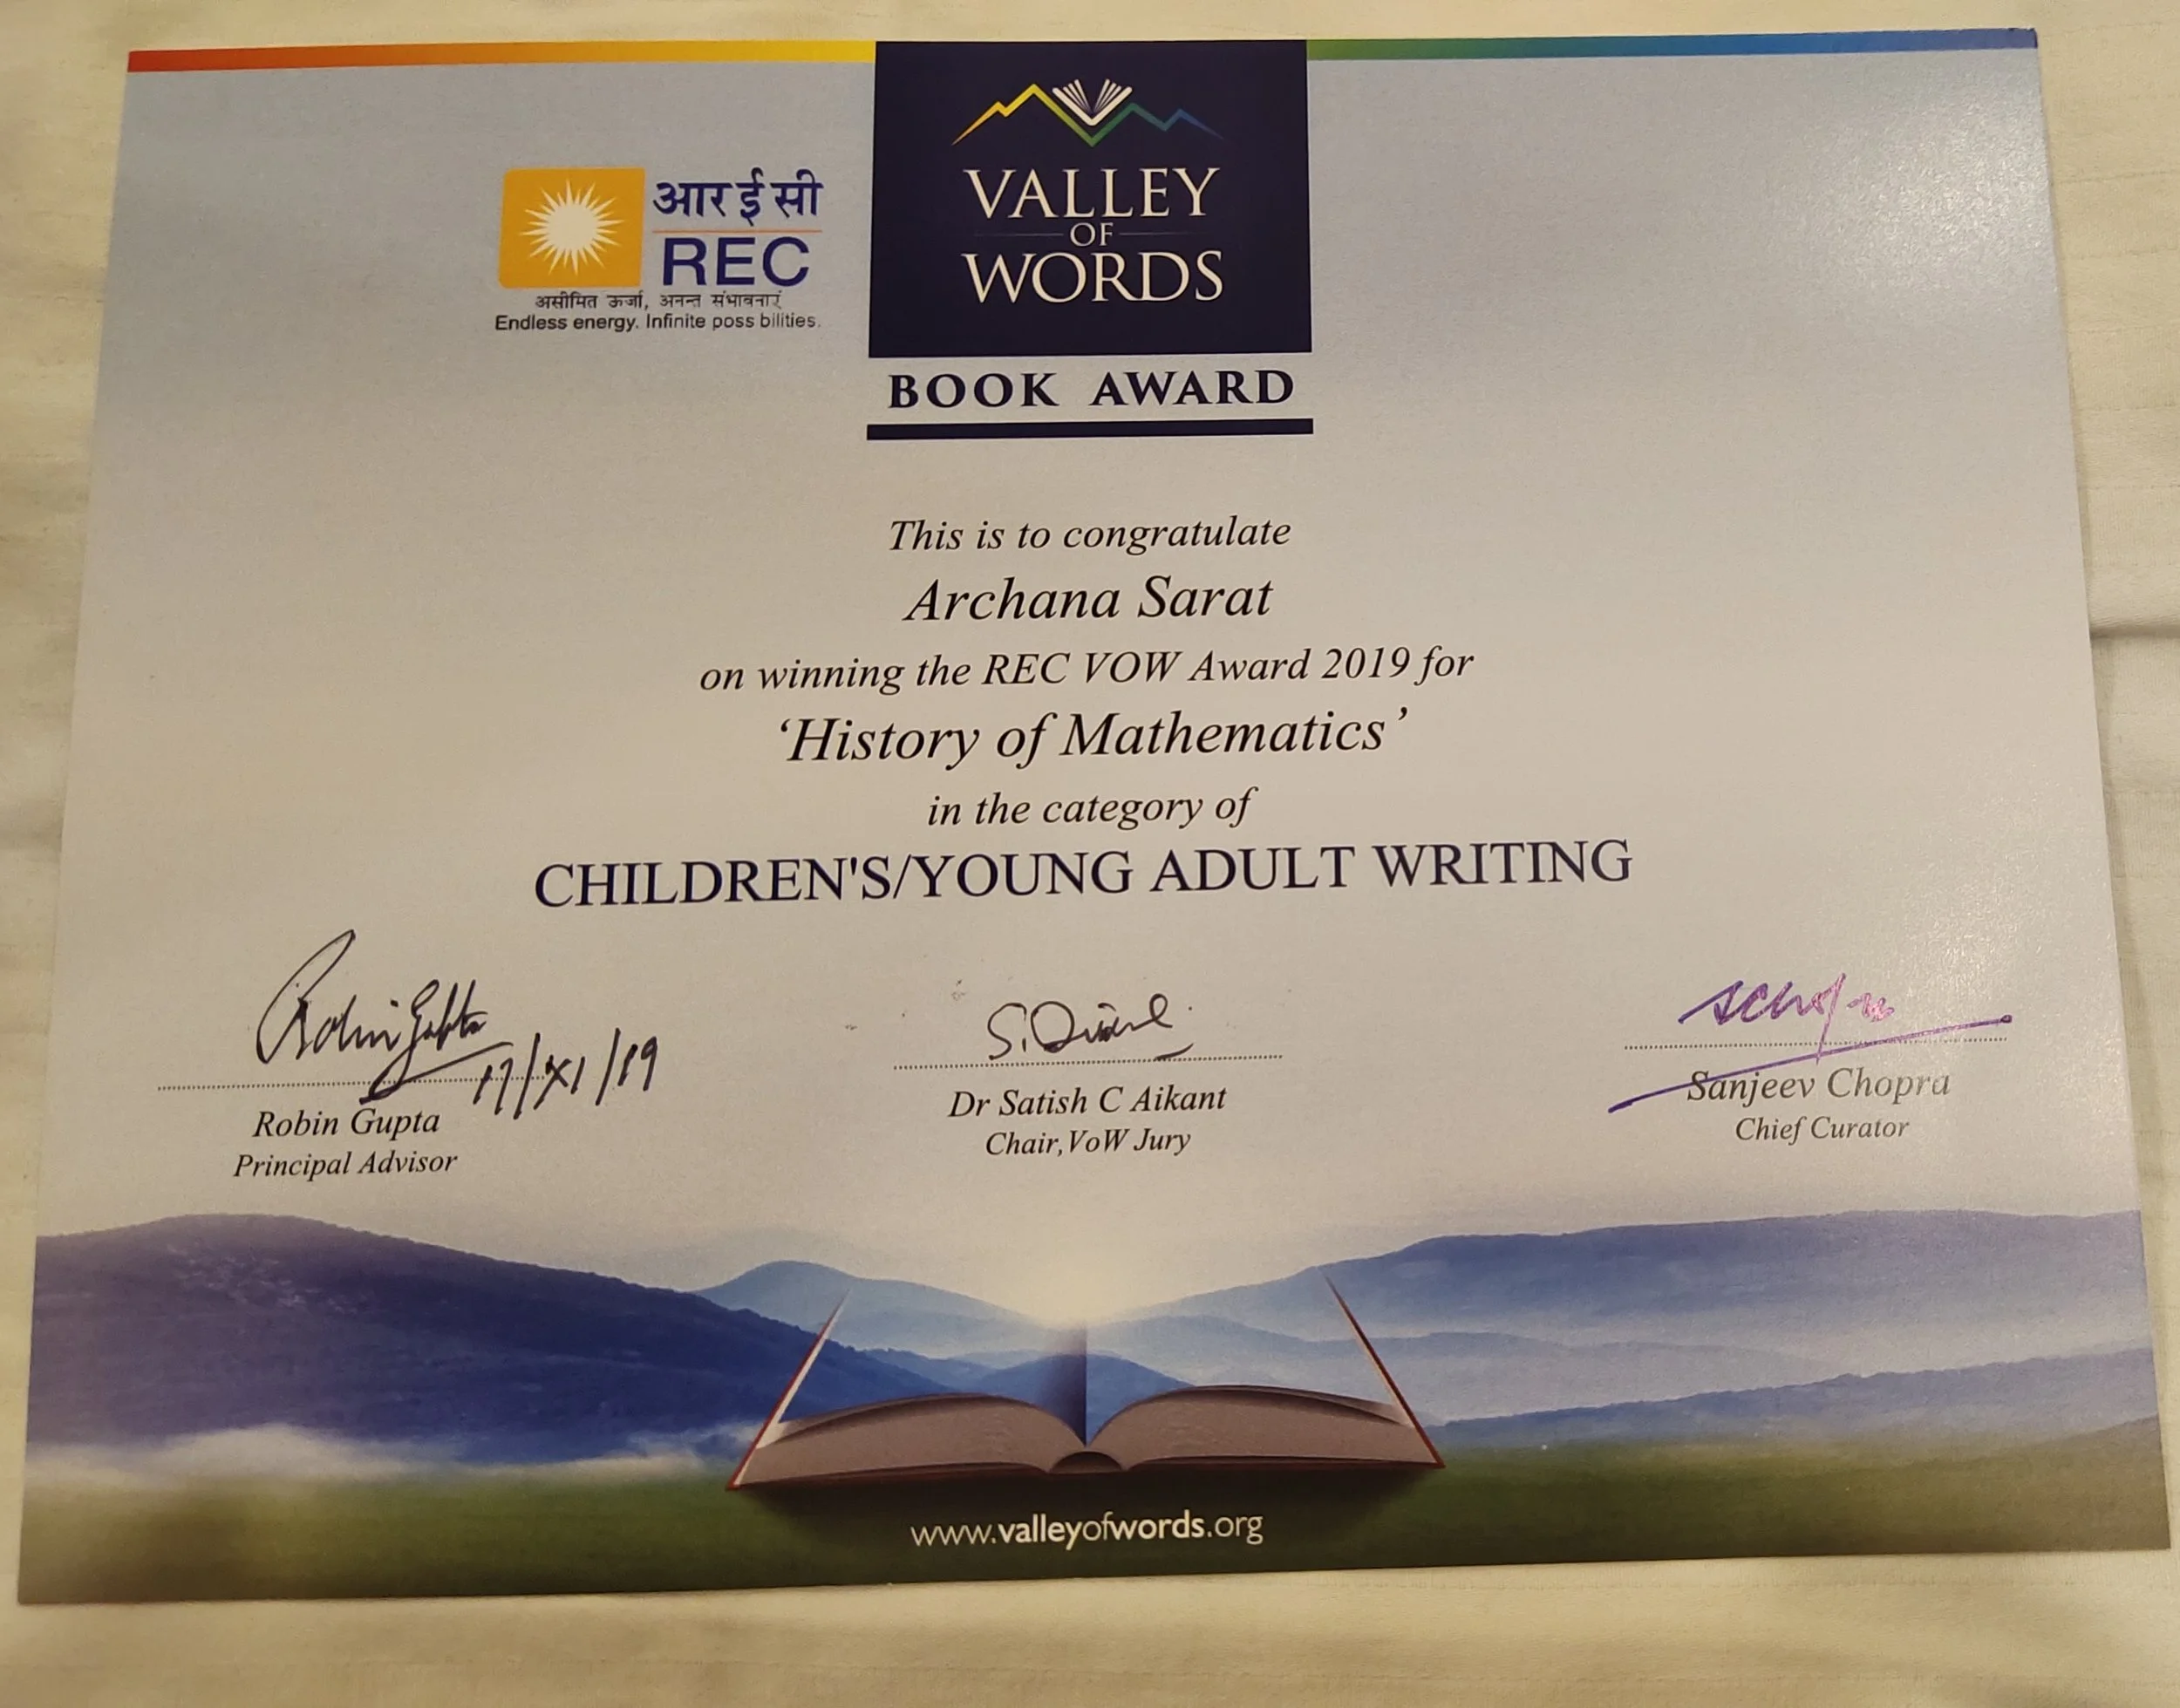 VALLEY
OF
WORDS
आर ई सी
REC
असीमित ऊर्जा, अनन्त संभावनाएं
Endless energy. Infinite poss bilities.
BOOK AWARD
This is to congratulate
Archana Sarat
on winning the REC VOW Award 2019 for
‘History of Mathematics’
in the category of
CHILDREN'S/YOUNG ADULT WRITING
Robin Gupta
17/XI/19
Robin Gupta
Principal Advisor
Dr Satish C Aikant
Chair,VoW Jury
Sanjeev Chopra
Chief Curator
www.valleyofwords.org